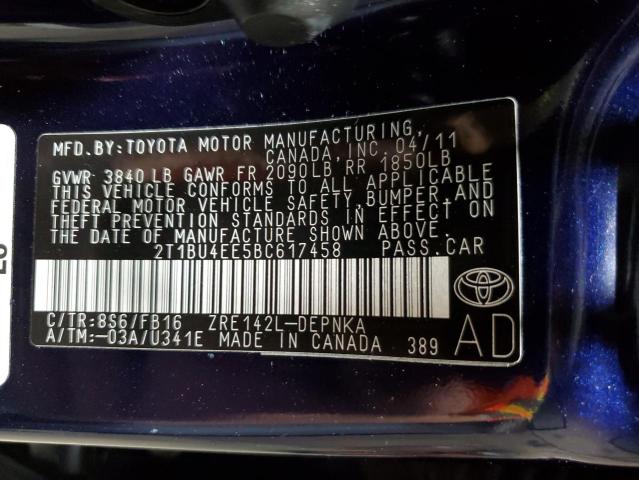 MFD.BY:TOYOTA MOTOR MANUFACTURING,
CANADA, INC. 04/11
GVWR 3840 LB GAWR FR 2090LB RR 1850LB
THIS VEHICLE CONFORMS TO ALL APPLICABLE
FEDERAL MOTOR VEHICLE SAFETY, BUMPER, AND
THEFT PREVENTION STANDARDS IN EFFECT ON
THE DATE OF MANUFACTURE SHOWN ABOVE.
2T1BU4EE5BC617458 PASS.CAR
C/TR:8S6/FB16 ZRE142L-DEPNKA
A/TM:-03A/U341E MADE IN CANADA 389
AD